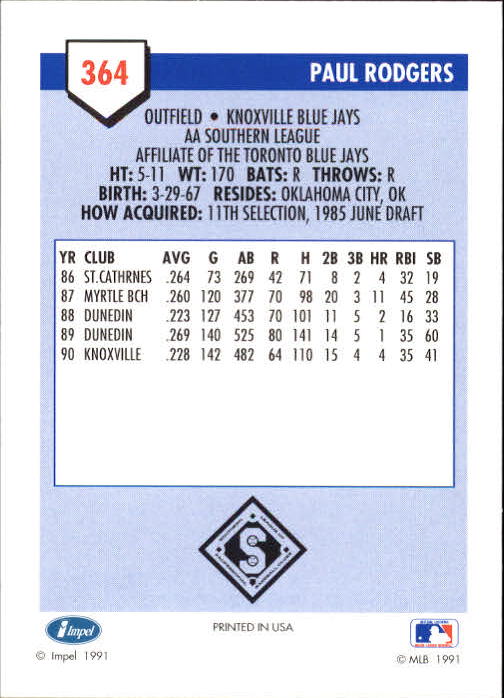 364
PAUL RODGERS
OUTFIELD • KNOXVILLE BLUE JAYS
AA SOUTHERN LEAGUE
AFFILIATE OF THE TORONTO BLUE JAYS
HT: 5-11 WT: 170 BATS: R THROWS: R
BIRTH: 3-29-67 RESIDES: OKLAHOMA CITY, OK
HOW ACQUIRED: 11TH SELECTION, 1985 JUNE DRAFT
YR CLUB AVG G AB R H 2B 3B HR RBI SB
86 ST.CATHRNES .264 73 269 42 71 8 2 4 32 19
87 MYRTLE BCH .260 120 377 70 98 20 3 11 45 28
88 DUNEDIN .223 127 453 70 101 11 5 2 16 33
89 DUNEDIN .269 140 525 80 141 14 5 1 35 60
90 KNOXVILLE .228 142 482 64 110 15 4 4 35 41
SOUTHERN LEAGUE OF
PROFESSIONAL BASEBALL CLUBS
S
Impel
PRINTED IN USA
© Impel 1991
© MLB 1991